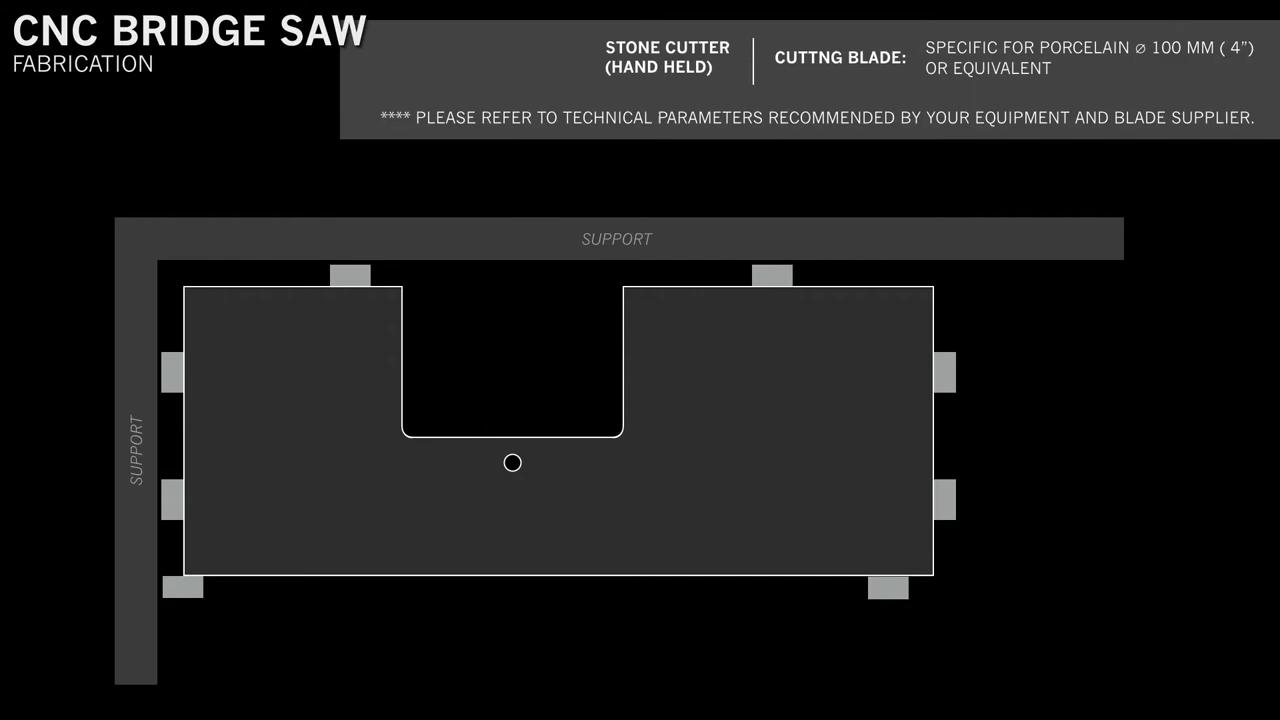 CNC BRIDGE SAW
FABRICATION
STONE CUTTER
(HAND HELD)
CUTTNG BLADE:
SPECIFIC FOR PORCELAIN ⌀ 100 MM ( 4”)
OR EQUIVALENT
**** PLEASE REFER TO TECHNICAL PARAMETERS RECOMMENDED BY YOUR EQUIPMENT AND BLADE SUPPLIER.
SUPPORT
SUPPORT